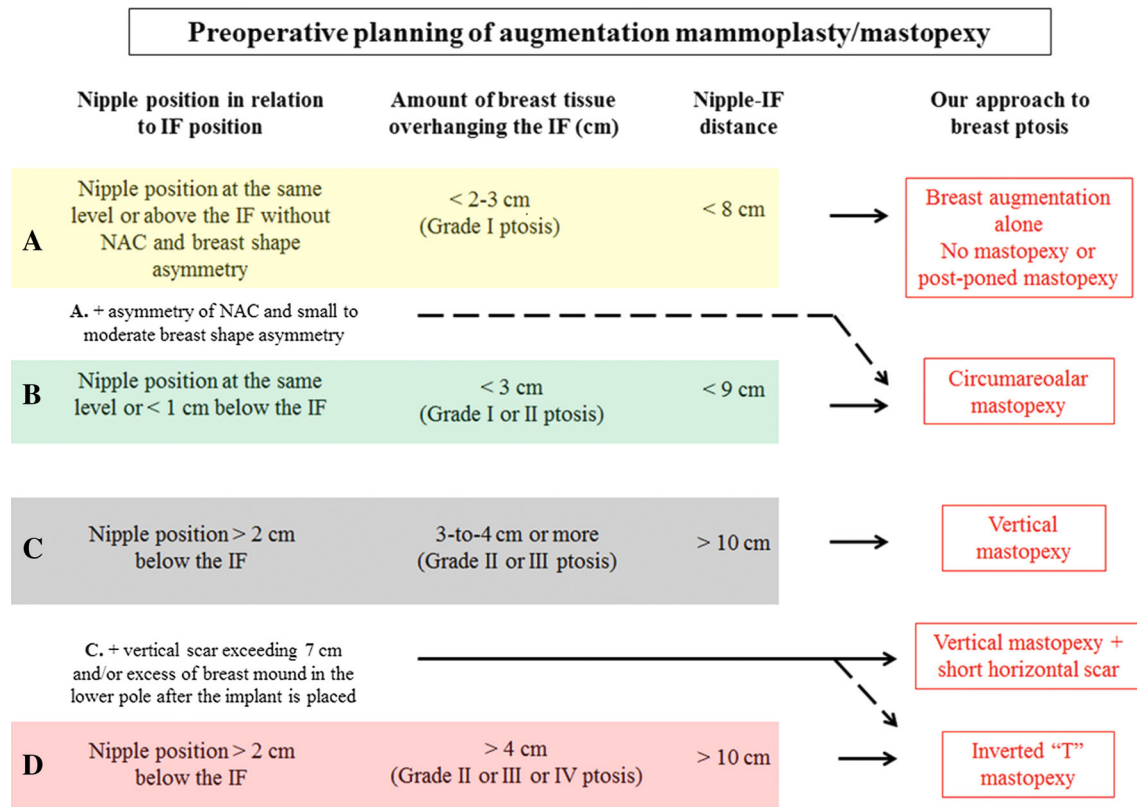 Preoperative planning of augmentation mammoplasty/mastopexy
Nipple position in relation
to IF position
Amount of breast tissue
overhanging the IF (cm)
Nipple-IF
distance
Our approach to
breast ptosis
A
Nipple position at the same
level or above the IF without
NAC and breast shape
asymmetry
< 2-3 cm
(Grade I ptosis)
< 8 cm
Breast augmentation
alone
No mastopexy or
post-poned mastopexy
A. + asymmetry of NAC and small to
moderate breast shape asymmetry
B
Nipple position at the same
level or < 1 cm below the IF
< 3 cm
(Grade I or II ptosis)
< 9 cm
Circumareoalar
mastopexy
C
Nipple position > 2 cm
below the IF
3-to-4 cm or more
(Grade II or III ptosis)
> 10 cm
Vertical
mastopexy
C. + vertical scar exceeding 7 cm
and/or excess of breast mound in the
lower pole after the implant is placed
Vertical mastopexy +
short horizontal scar
D
Nipple position > 2 cm
below the IF
> 4 cm
(Grade II or III or IV ptosis)
> 10 cm
Inverted “T”
mastopexy